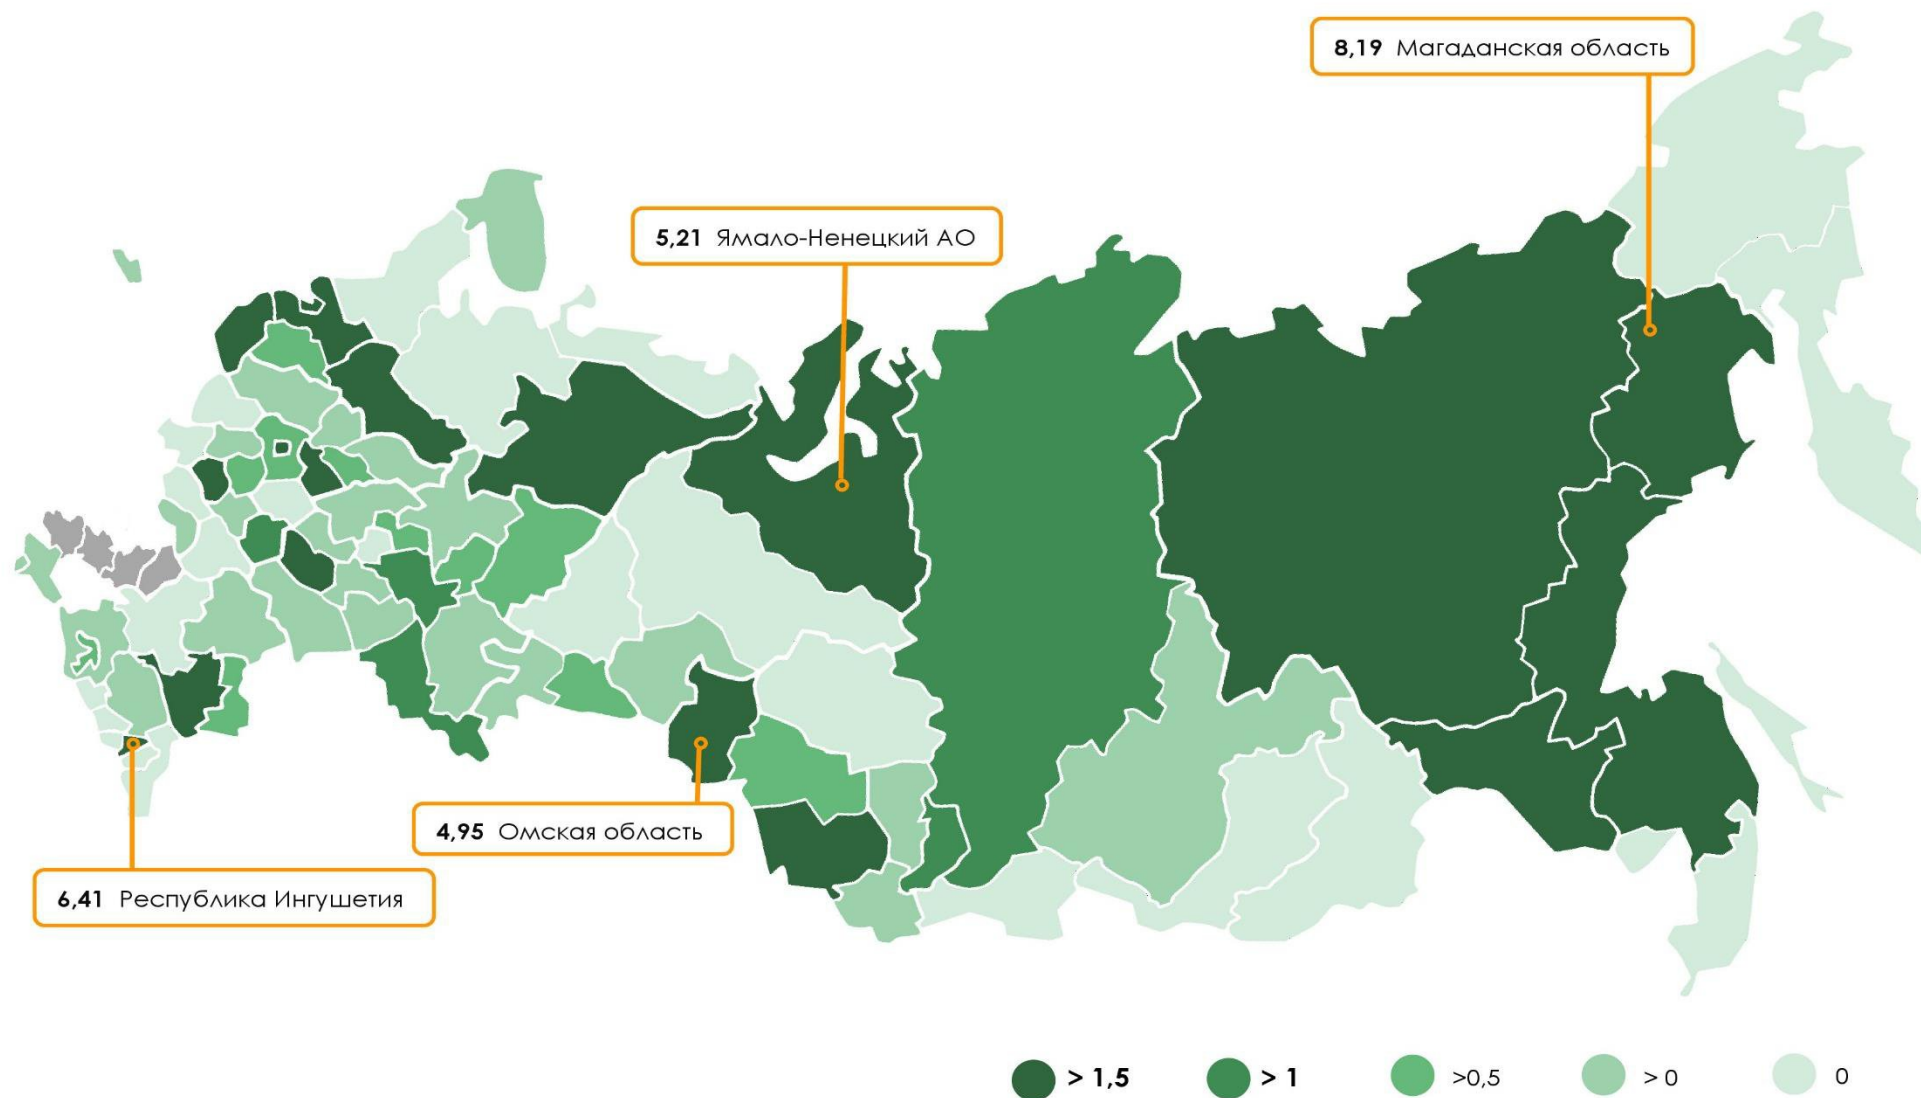 8,19 Магаданская область
5,21 Ямало-Ненецкий АО
4,95 Омская область
6,41 Республика Ингушетия
> 1,5
> 1
>0,5
> 0
0